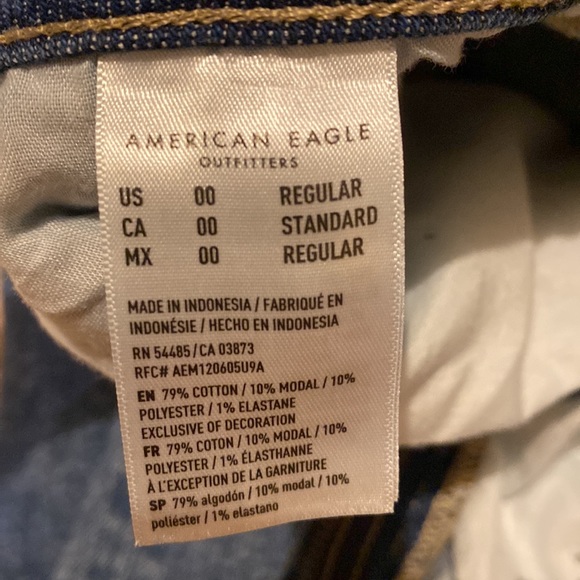 AMERICAN EAGLE
OUTFITTERS
US 00 REGULAR
CA 00 STANDARD
MX 00 REGULAR
MADE IN INDONESIA / FABRIQUÉ EN
INDONÉSIE / HECHO EN INDONESIA
RN 54485 / CA 03873
RFC# AEM120605U9A
EN 79% COTTON / 10% MODAL / 10%
POLYESTER / 1% ELASTANE
EXCLUSIVE OF DECORATION
FR 79% COTON / 10% MODAL / 10%
POLYESTER / 1% ÉLASTHANNE
À L'EXCEPTION DE LA GARNITURE
SP 79% algodón / 10% modal / 10%
poliéster / 1% elastano